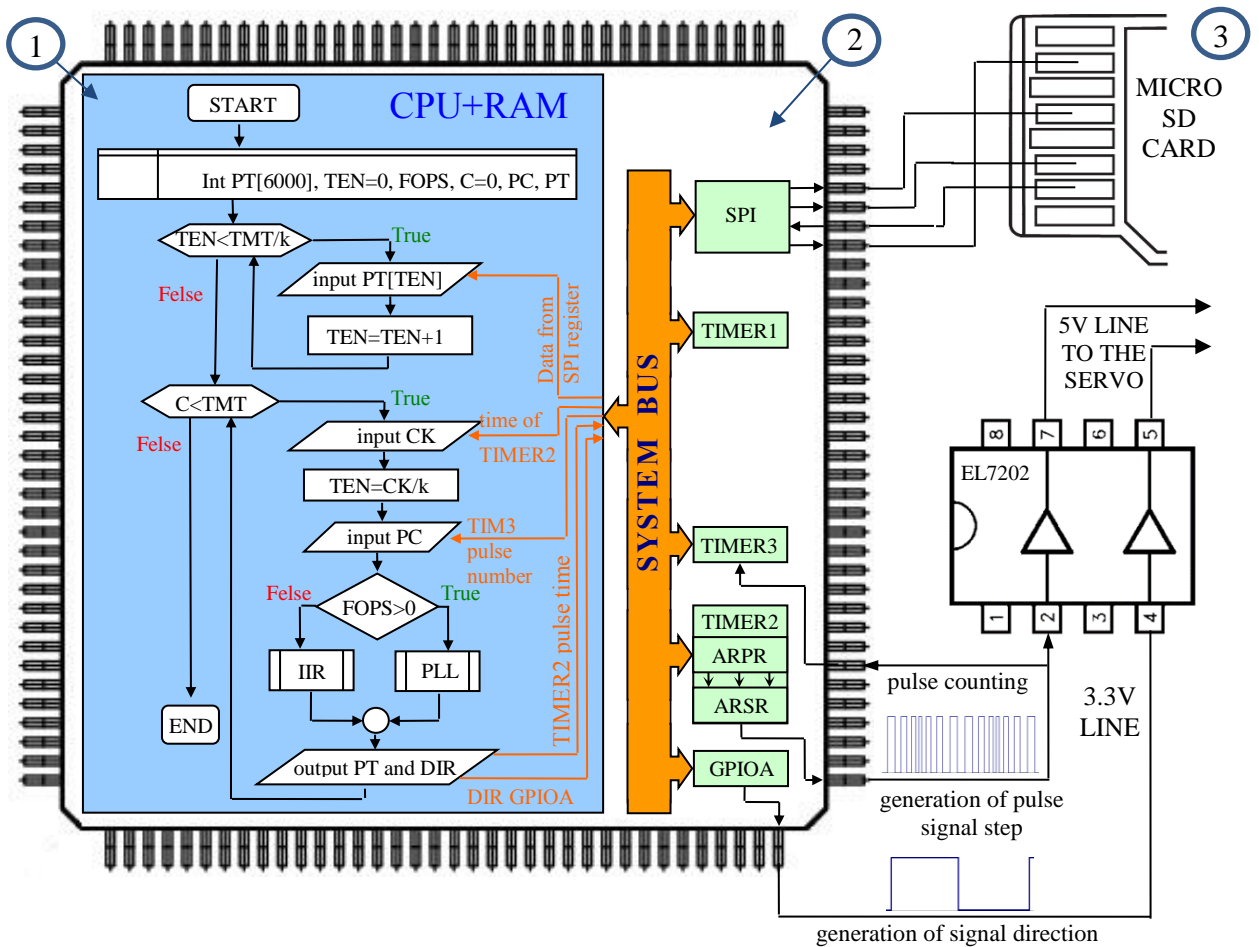 1
2
3
CPU+RAM
START
Int PT[6000], TEN=0, FOPS, C=0, PC, PT
TEN<TMT/k
True
Felse
input PT[TEN]
TEN=TEN+1
Data from
SPI register
C<TMT
True
Felse
input CK
time of
TIMER2
TEN=CK/k
input PC
TIM3
pulse
number
FOPS>0
Felse
True
IIR
PLL
END
output PT and DIR
TIMER2 pulse time
DIR GPIOA
SYSTEM BUS
SPI
TIMER1
TIMER3
TIMER2
ARPR
ARSR
GPIOA
MICRO
SD
CARD
5V LINE
TO THE
SERVO
8
7
6
5
EL7202
1
2
3
4
pulse counting
3.3V
LINE
generation of pulse
signal step
generation of signal direction